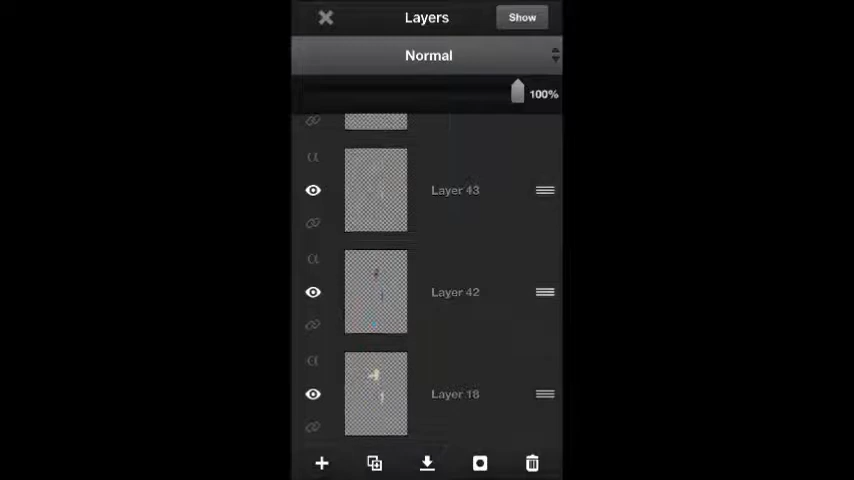 Layers Show
Normal
100%
α
Layer 43
α
Layer 42
α
Layer 18